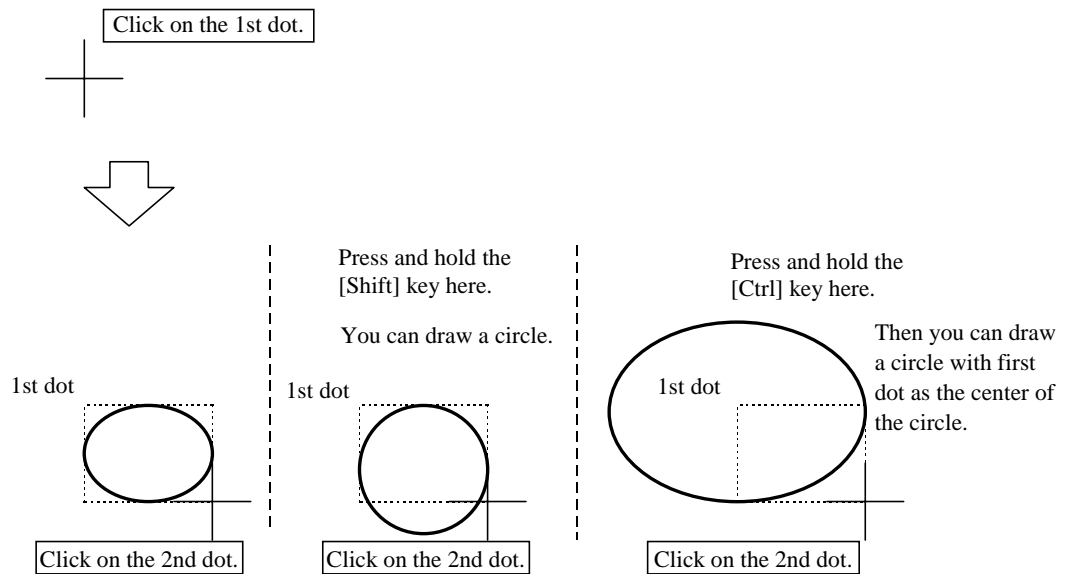 Click on the 1st dot.
1st dot
Click on the 2nd dot.
Press and hold the
[Shift] key here.
You can draw a circle.
1st dot
Click on the 2nd dot.
Press and hold the
[Ctrl] key here.
Then you can draw
a circle with first
dot as the center of
the circle.
1st dot
Click on the 2nd dot.